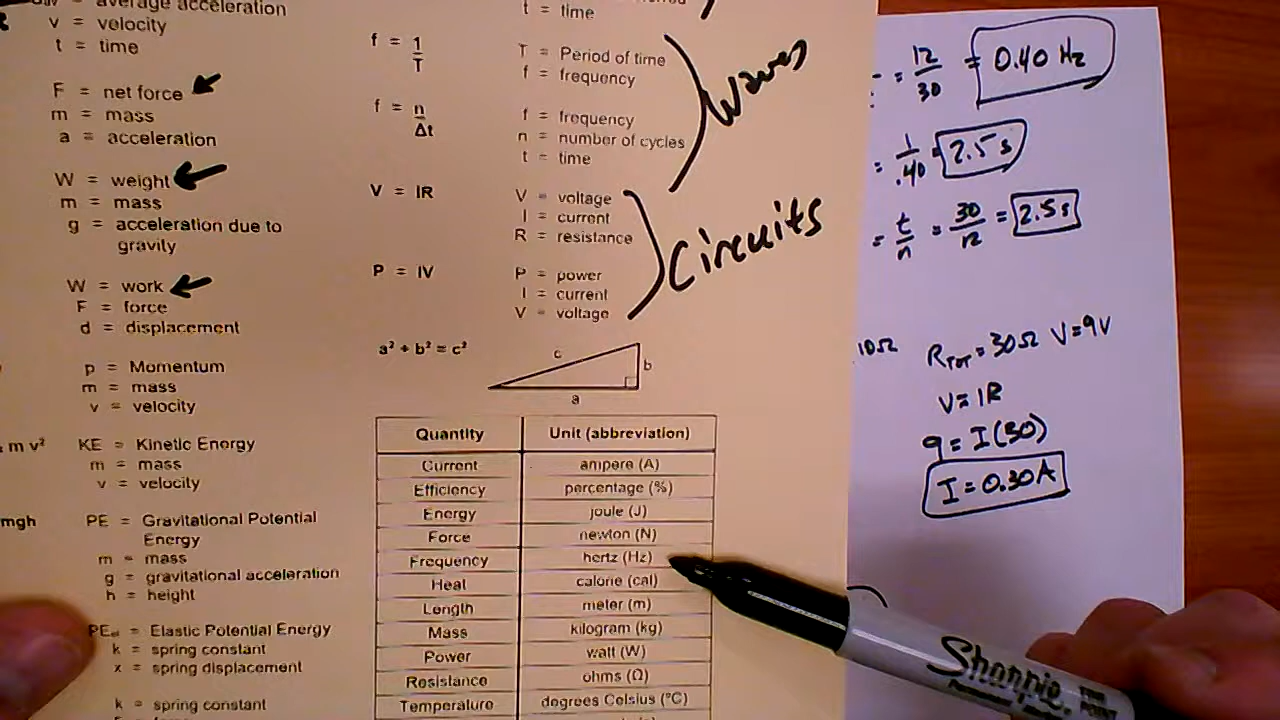 average acceleration
v = velocity
t = time
F = net force
m = mass
a = acceleration
W = weight
m = mass
g = acceleration due to
gravity
W = work
F = force
d = displacement
p = Momentum
m = mass
v = velocity
m v² KE = Kinetic Energy
m = mass
v = velocity
mgh PE = Gravitational Potential
Energy
m = mass
g = gravitational acceleration
h = height
PEel = Elastic Potential Energy
k = spring constant
x = spring displacement
k = spring constant
t = time
f = 1
T
T = Period of time
f = frequency
f = n
Δt
f = frequency
n = number of cycles
t = time
Waves
V = IR
V = voltage
I = current
R = resistance
P = IV
P = power
I = current
V = voltage
Circuits
a² + b² = c²
c
b
a
Quantity Unit (abbreviation)
Current ampere (A)
Efficiency percentage (%)
Energy joule (J)
Force newton (N)
Frequency hertz (Hz)
Heat calorie (cal)
Length meter (m)
Mass kilogram (kg)
Power watt (W)
Resistance ohms (Ω)
Temperature degrees Celsius (°C)
= 12
30
= 0.40 Hz
= 1
.40
= 2.5 s
= t
n
= 30
12
= 2.5 s
10Ω RTOT = 30Ω V = 9V
V = IR
9 = I(30)
I = 0.30A
Sharpie